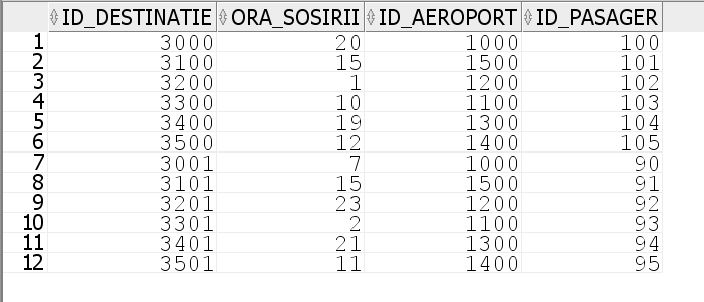 ID_DESTINATIE ORA_SOSIRII ID_AEROPORT ID_PASAGER
1 3000 20 1000 100
2 3100 15 1500 101
3 3200 1 1200 102
4 3300 10 1100 103
5 3400 19 1300 104
6 3500 12 1400 105
7 3001 7 1000 90
8 3101 15 1500 91
9 3201 23 1200 92
10 3301 2 1100 93
11 3401 21 1300 94
12 3501 11 1400 95